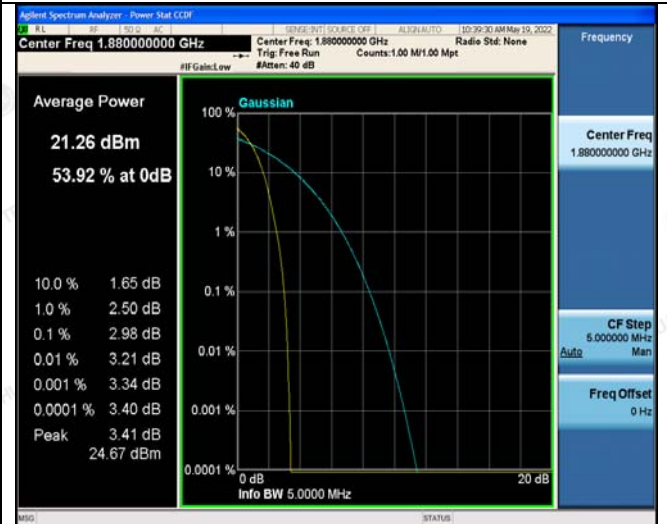 Agilent Spectrum Analyzer - Power Stat CCDF
RL RF 50 Ω AC SENSE:INT SOURCE OFF ALIGN AUTO 10:39:30 AM May 19, 2022
Center Freq 1.880000000 GHz
Center Freq: 1.880000000 GHz Radio Std: None
Trig: Free Run Counts:1.00 M/1.00 Mpt
#IFGain:Low #Atten: 40 dB
Frequency
Average Power
21.26 dBm
53.92 % at 0dB
10.0 % 1.65 dB
1.0 % 2.50 dB
0.1 % 2.98 dB
0.01 % 3.21 dB
0.001 % 3.34 dB
0.0001 % 3.40 dB
Peak 3.41 dB
24.67 dBm
Gaussian
100 %
10 %
1 %
0.1 %
0.01 %
0.001 %
0.0001 %
0 dB 20 dB
Info BW 5.0000 MHz
Center Freq
1.880000000 GHz
CF Step
5.000000 MHz
Auto Man
Freq Offset
0 Hz
MSG STATUS